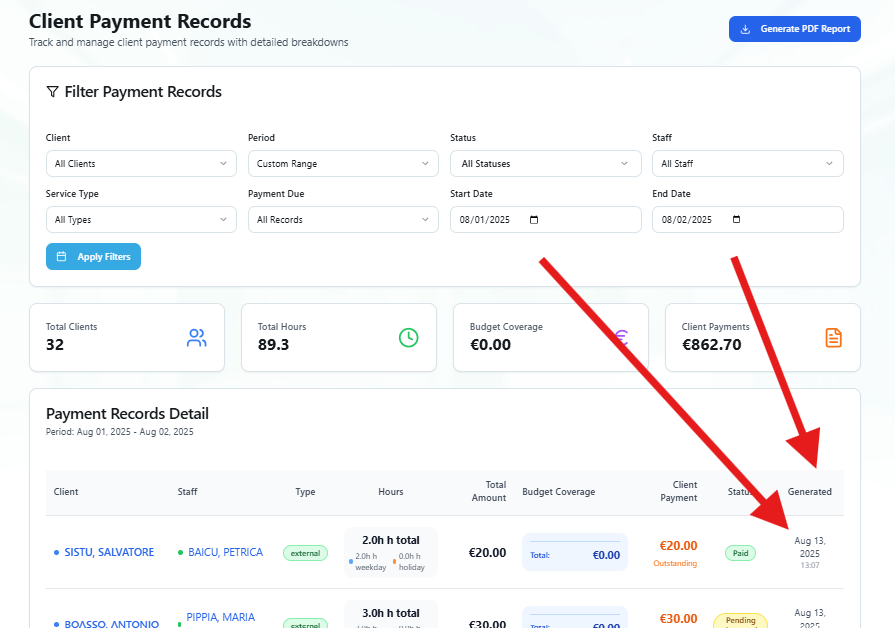 Client Payment Records
Track and manage client payment records with detailed breakdowns
Generate PDF Report
Filter Payment Records
Client
Period
Status
Staff
All Clients
Custom Range
All Statuses
All Staff
Service Type
Payment Due
Start Date
End Date
All Types
All Records
08/01/2025
08/02/2025
Apply Filters
Total Clients
32
Total Hours
89.3
Budget Coverage
€0.00
€
Client Payments
€862.70
Payment Records Detail
Period: Aug 01, 2025 - Aug 02, 2025
Client
Staff
Type
Hours
Total
Amount
Budget Coverage
Client
Payment
Status
Generated
SISTU, SALVATORE
BAICU, PETRICA
external
2.0h total
2.0h h
weekday
0.0h h
holiday
€20.00
Total:
€0.00
€20.00
Outstanding
Paid
Aug 13,
2025
13:07
BOASSO, ANTONIO
PIPPIA, MARIA
external
3.0h total
€30.00
Total:
€0.00
€30.00
Pending
Aug 13,
2025